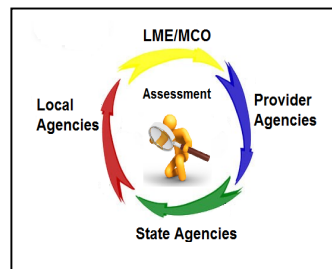 LME/MCO
Assessment
Local
Agencies
Provider
Agencies
State Agencies